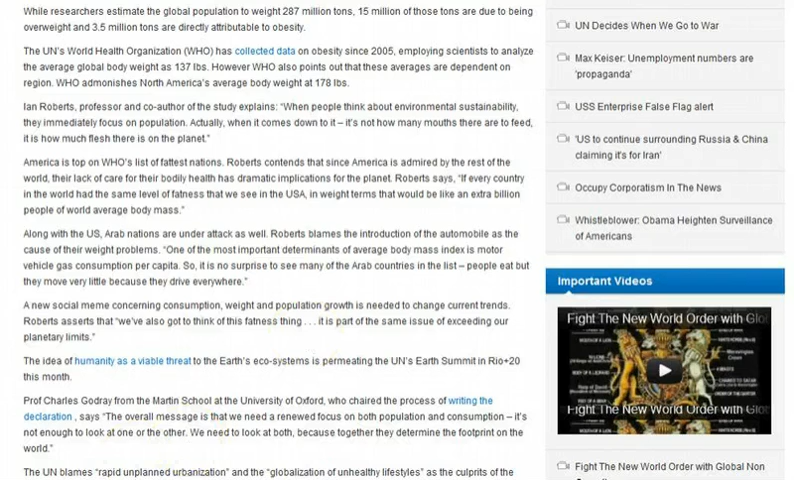 While researchers estimate the global population to weight 287 million tons, 15 million of those tons are due to being
overweight and 3.5 million tons are directly attributable to obesity.
The UN's World Health Organization (WHO) has collected data on obesity since 2005, employing scientists to analyze
the average global body weight as 137 lbs. However WHO also points out that these averages are dependent on
region. WHO admonishes North America's average body weight at 178 lbs.
Ian Roberts, professor and co-author of the study explains: “When people think about environmental sustainability,
they immediately focus on population. Actually, when it comes down to it – it's not how many mouths there are to feed,
it is how much flesh there is on the planet.”
America is top on WHO's list of fattest nations. Roberts contends that since America is admired by the rest of the
world, their lack of care for their bodily health has dramatic implications for the planet. Roberts says, “If every country
in the world had the same level of fatness that we see in the USA, in weight terms that would be like an extra billion
people of world average body mass.”
Along with the US, Arab nations are under attack as well. Roberts blames the introduction of the automobile as the
cause of their weight problems. “One of the most important determinants of average body mass index is motor
vehicle gas consumption per capita. So, it is no surprise to see many of the Arab countries in the list – people eat but
they move very little because they drive everywhere.”
A new social meme concerning consumption, weight and population growth is needed to change current trends.
Roberts asserts that “we've also got to think of this fatness thing . . . it is part of the same issue of exceeding our
planetary limits.”
The idea of humanity as a viable threat to the Earth's eco-systems is permeating the UN's Earth Summit in Rio+20
this month.
Prof Charles Godray from the Martin School at the University of Oxford, who chaired the process of writing the
declaration , says “The overall message is that we need a renewed focus on both population and consumption – it's
not enough to look at one or the other. We need to look at both, because together they determine the footprint on the
world.”
The UN blames “rapid unplanned urbanization” and the “globalization of unhealthy lifestyles” as the culprits of the
UN Decides When We Go to War
Max Keiser: Unemployment numbers are
'propaganda'
USS Enterprise False Flag alert
'US to continue surrounding Russia & China
claiming it's for Iran'
Occupy Corporatism In The News
Whistleblower: Obama Heighten Surveillance
of Americans
Important Videos
Fight The New World Order with Glo
Fight The New World Order with Glo
Fight The New World Order with Global Non